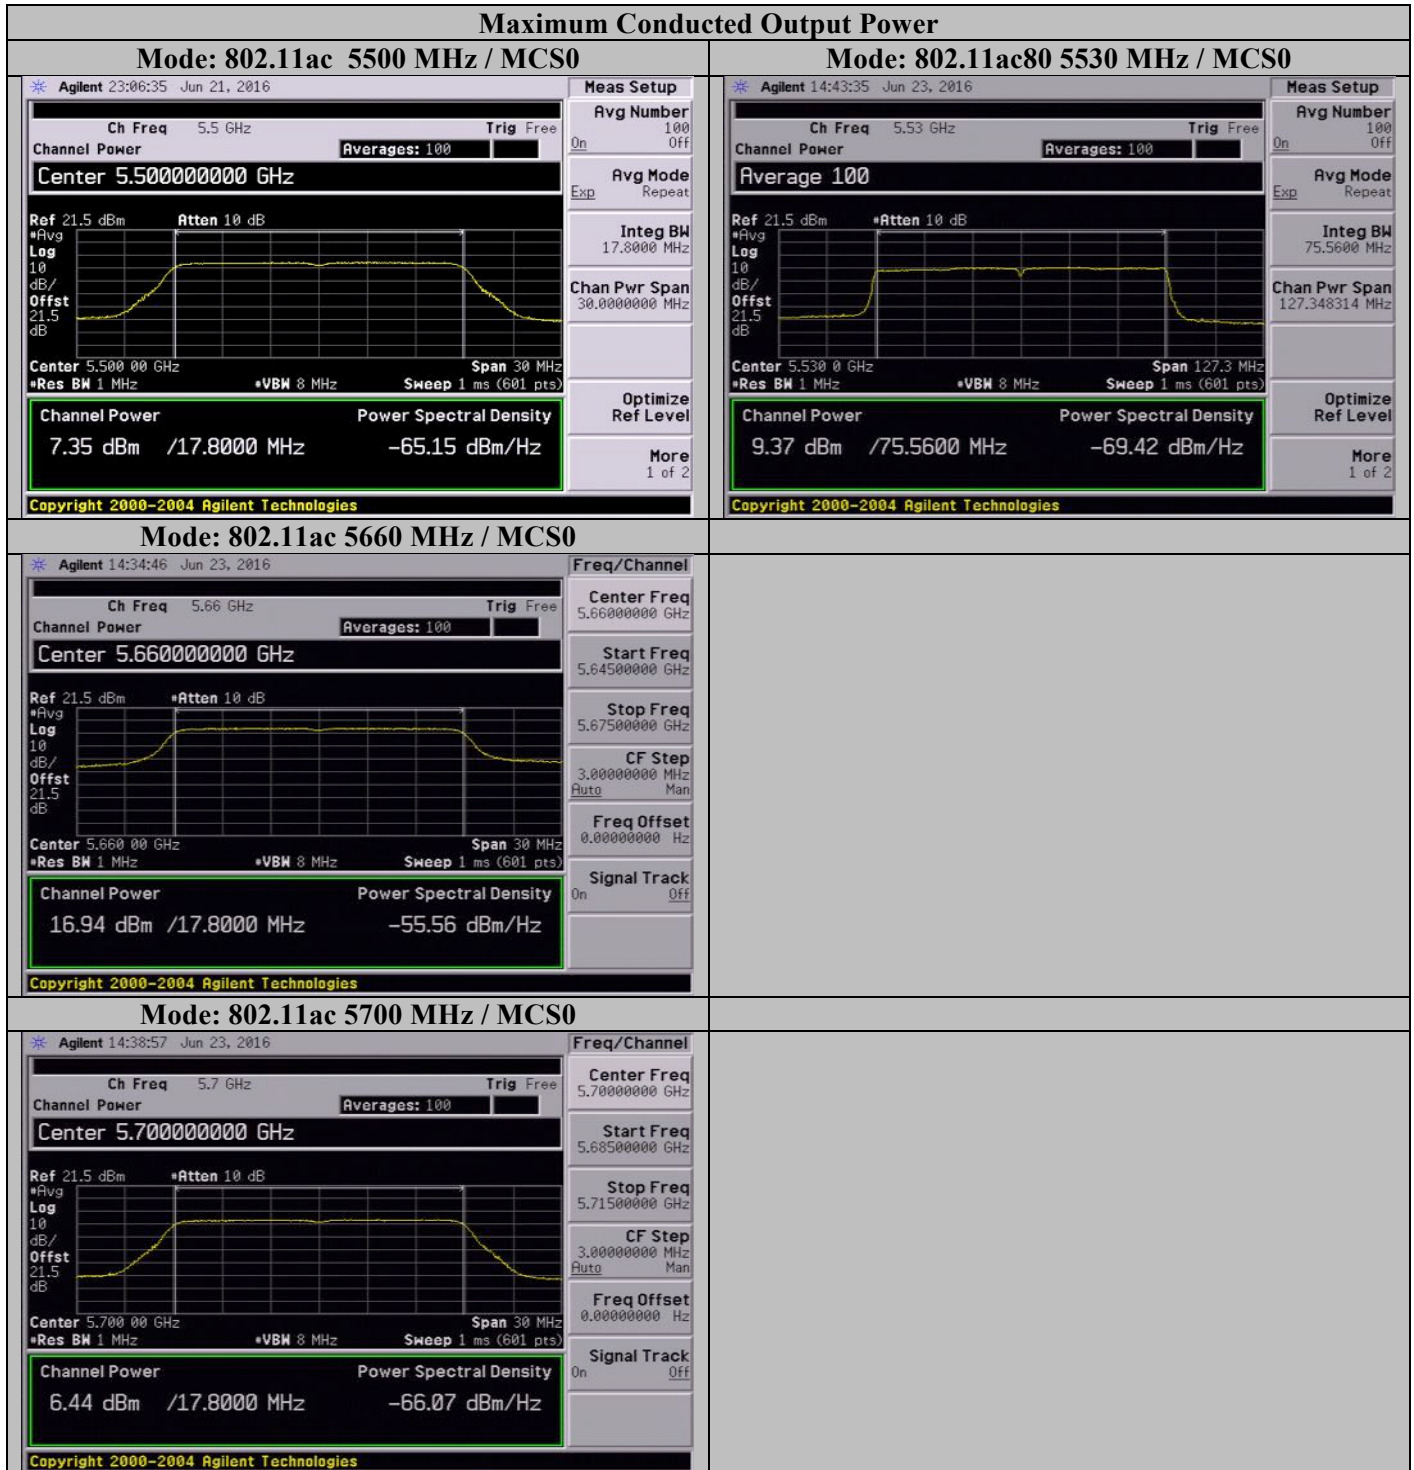 Maximum Conducted Output Power
Mode: 802.11ac 5500 MHz / MCS0
Agilent 23:06:35 Jun 21, 2016
Meas Setup
Ch Freq 5.5 GHz Trig Free
Channel Power Averages: 100
Center 5.500000000 GHz
Ref 21.5 dBm Atten 10 dB
#Avg
Log
10
dB/
Offst
21.5
dB
Center 5.500 00 GHz Span 30 MHz
#Res BW 1 MHz #VBW 8 MHz Sweep 1 ms (601 pts)
Channel Power Power Spectral Density
7.35 dBm /17.8000 MHz -65.15 dBm/Hz
Copyright 2000-2004 Agilent Technologies
Avg Number
100
On Off
Avg Mode
Exp Repeat
Integ BW
17.8000 MHz
Chan Pwr Span
30.0000000 MHz
Optimize
Ref Level
More
1 of 2
Mode: 802.11ac80 5530 MHz / MCS0
Agilent 14:43:35 Jun 23, 2016
Meas Setup
Ch Freq 5.53 GHz Trig Free
Channel Power Averages: 100
Average 100
Ref 21.5 dBm #Atten 10 dB
#Avg
Log
10
dB/
Offst
21.5
dB
Center 5.530 0 GHz Span 127.3 MHz
#Res BW 1 MHz #VBW 8 MHz Sweep 1 ms (601 pts)
Channel Power Power Spectral Density
9.37 dBm /75.5600 MHz -69.42 dBm/Hz
Copyright 2000-2004 Agilent Technologies
Avg Number
100
On Off
Avg Mode
Exp Repeat
Integ BW
75.5600 MHz
Chan Pwr Span
127.348314 MHz
Optimize
Ref Level
More
1 of 2
Mode: 802.11ac 5660 MHz / MCS0
Agilent 14:34:46 Jun 23, 2016
Freq/Channel
Ch Freq 5.66 GHz Trig Free
Channel Power Averages: 100
Center 5.660000000 GHz
Ref 21.5 dBm #Atten 10 dB
#Avg
Log
10
dB/
Offst
21.5
dB
Center 5.660 00 GHz Span 30 MHz
#Res BW 1 MHz #VBW 8 MHz Sweep 1 ms (601 pts)
Channel Power Power Spectral Density
16.94 dBm /17.8000 MHz -55.56 dBm/Hz
Copyright 2000-2004 Agilent Technologies
Center Freq
5.66000000 GHz
Start Freq
5.64500000 GHz
Stop Freq
5.67500000 GHz
CF Step
3.00000000 MHz
Auto Man
Freq Offset
0.00000000 Hz
Signal Track
On Off
Mode: 802.11ac 5700 MHz / MCS0
Agilent 14:38:57 Jun 23, 2016
Freq/Channel
Ch Freq 5.7 GHz Trig Free
Channel Power Averages: 100
Center 5.700000000 GHz
Ref 21.5 dBm #Atten 10 dB
#Avg
Log
10
dB/
Offst
21.5
dB
Center 5.700 00 GHz Span 30 MHz
#Res BW 1 MHz #VBW 8 MHz Sweep 1 ms (601 pts)
Channel Power Power Spectral Density
6.44 dBm /17.8000 MHz -66.07 dBm/Hz
Copyright 2000-2004 Agilent Technologies
Center Freq
5.70000000 GHz
Start Freq
5.68500000 GHz
Stop Freq
5.71500000 GHz
CF Step
3.00000000 MHz
Auto Man
Freq Offset
0.00000000 Hz
Signal Track
On Off